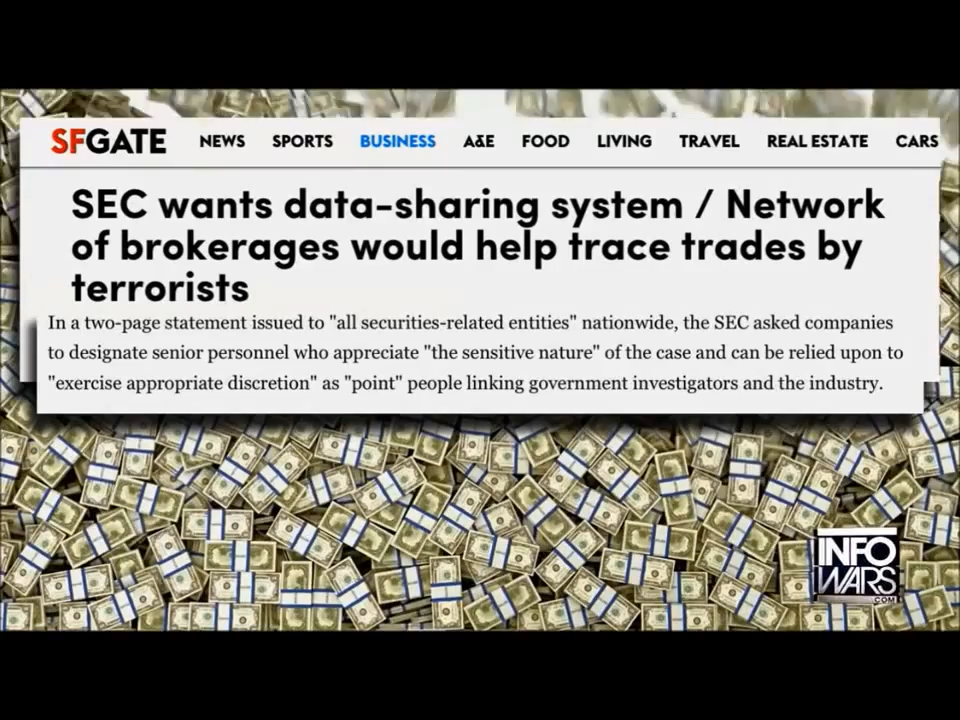 SFGATE NEWS SPORTS BUSINESS A&E FOOD LIVING TRAVEL REAL ESTATE CARS
SEC wants data-sharing system / Network
of brokerages would help trace trades by
terrorists
In a two-page statement issued to "all securities-related entities" nationwide, the SEC asked companies
to designate senior personnel who appreciate "the sensitive nature" of the case and can be relied upon to
"exercise appropriate discretion" as "point" people linking government investigators and the industry.
INFO
WARS
.COM